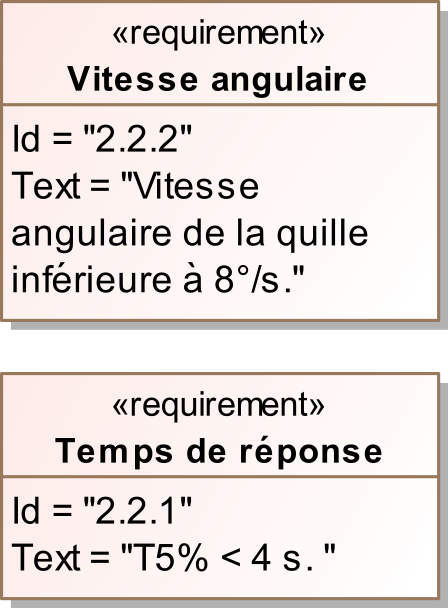 «requirement»
Vitesse angulaire
Id = "2.2.2"
Text = "Vitesse
angulaire de la quille
inférieure à 8°/s."
«requirement»
Temps de réponse
Id = "2.2.1"
Text = "T5% < 4 s. "